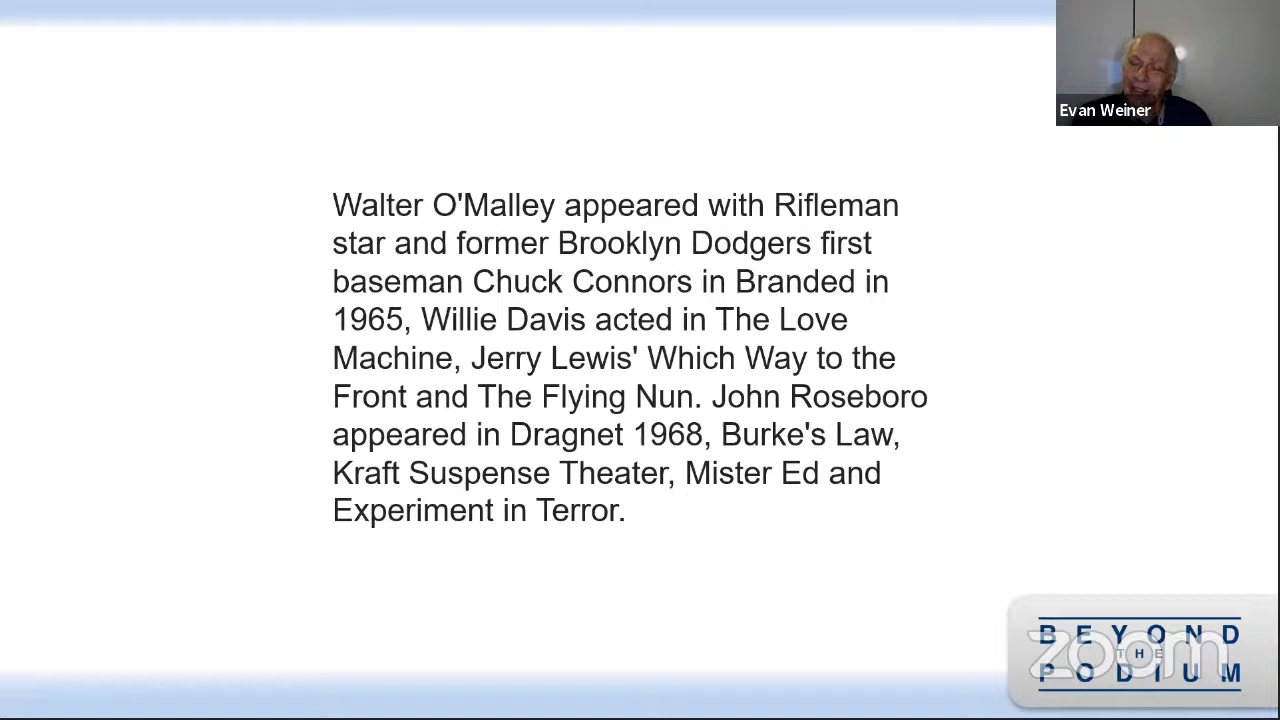 Evan Weiner
Walter O'Malley appeared with Rifleman
star and former Brooklyn Dodgers first
baseman Chuck Connors in Branded in
1965, Willie Davis acted in The Love
Machine, Jerry Lewis' Which Way to the
Front and The Flying Nun. John Roseboro
appeared in Dragnet 1968, Burke's Law,
Kraft Suspense Theater, Mister Ed and
Experiment in Terror.
BEYOND
THE
PODIUM
zoom